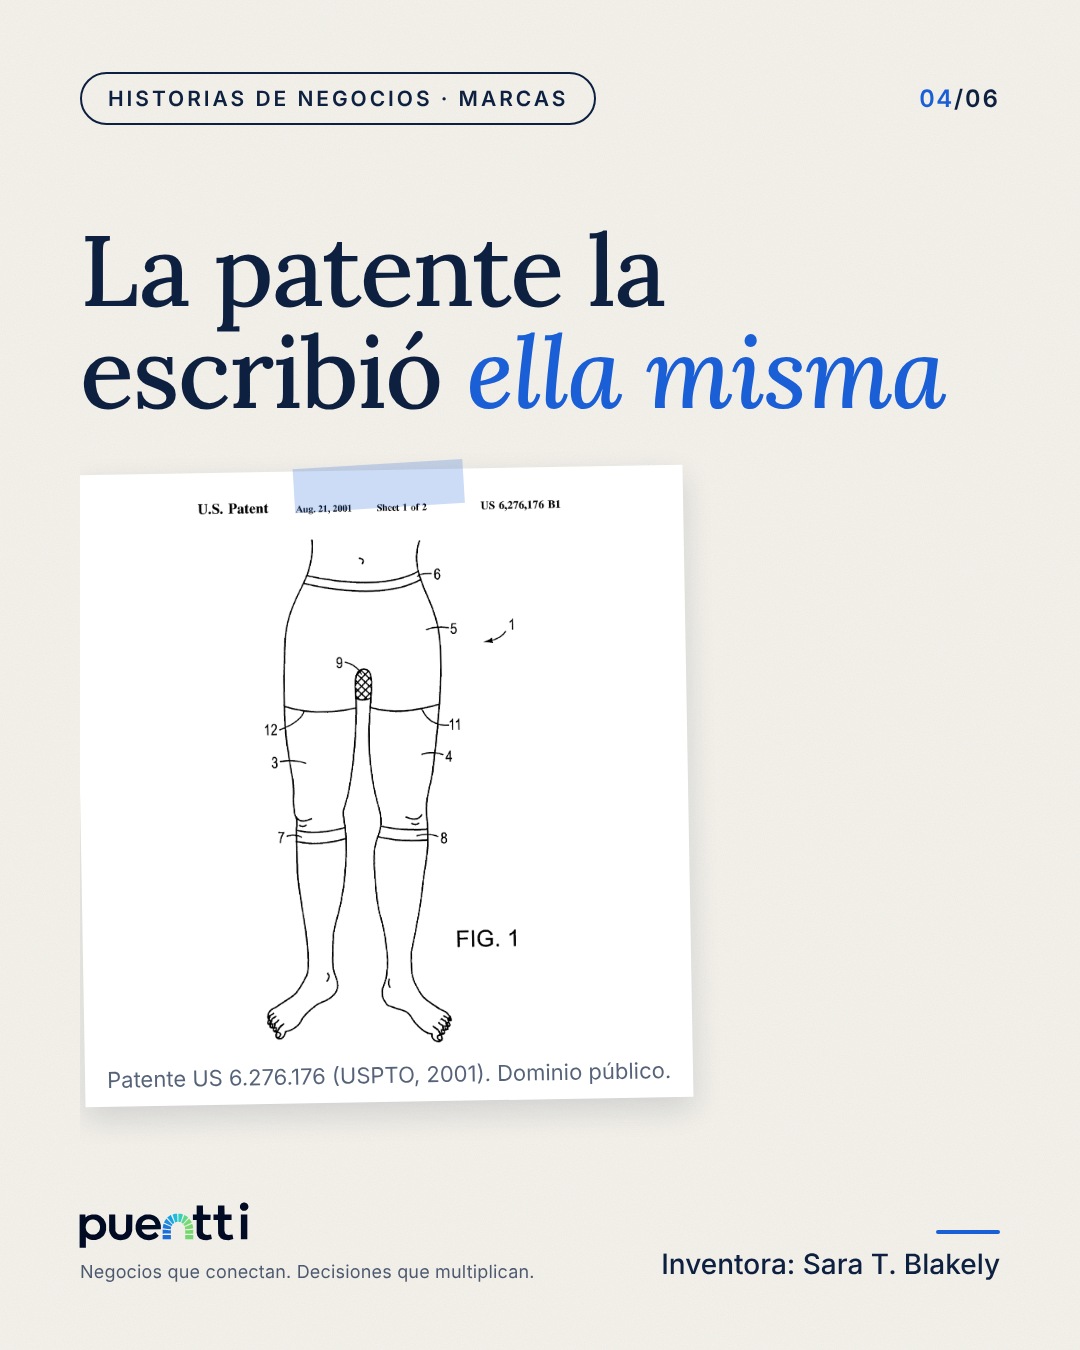 HISTORIAS DE NEGOCIOS · MARCAS
04/06
La patente la
escribió ella misma
U.S. Patent Aug. 21, 2001 Sheet 1 of 2 US 6,276,176 B1
6
5
1
9
12
11
3
4
7
8
FIG. 1
Patente US 6.276.176 (USPTO, 2001). Dominio público.
puentti
Negocios que conectan. Decisiones que multiplican.
Inventora: Sara T. Blakely